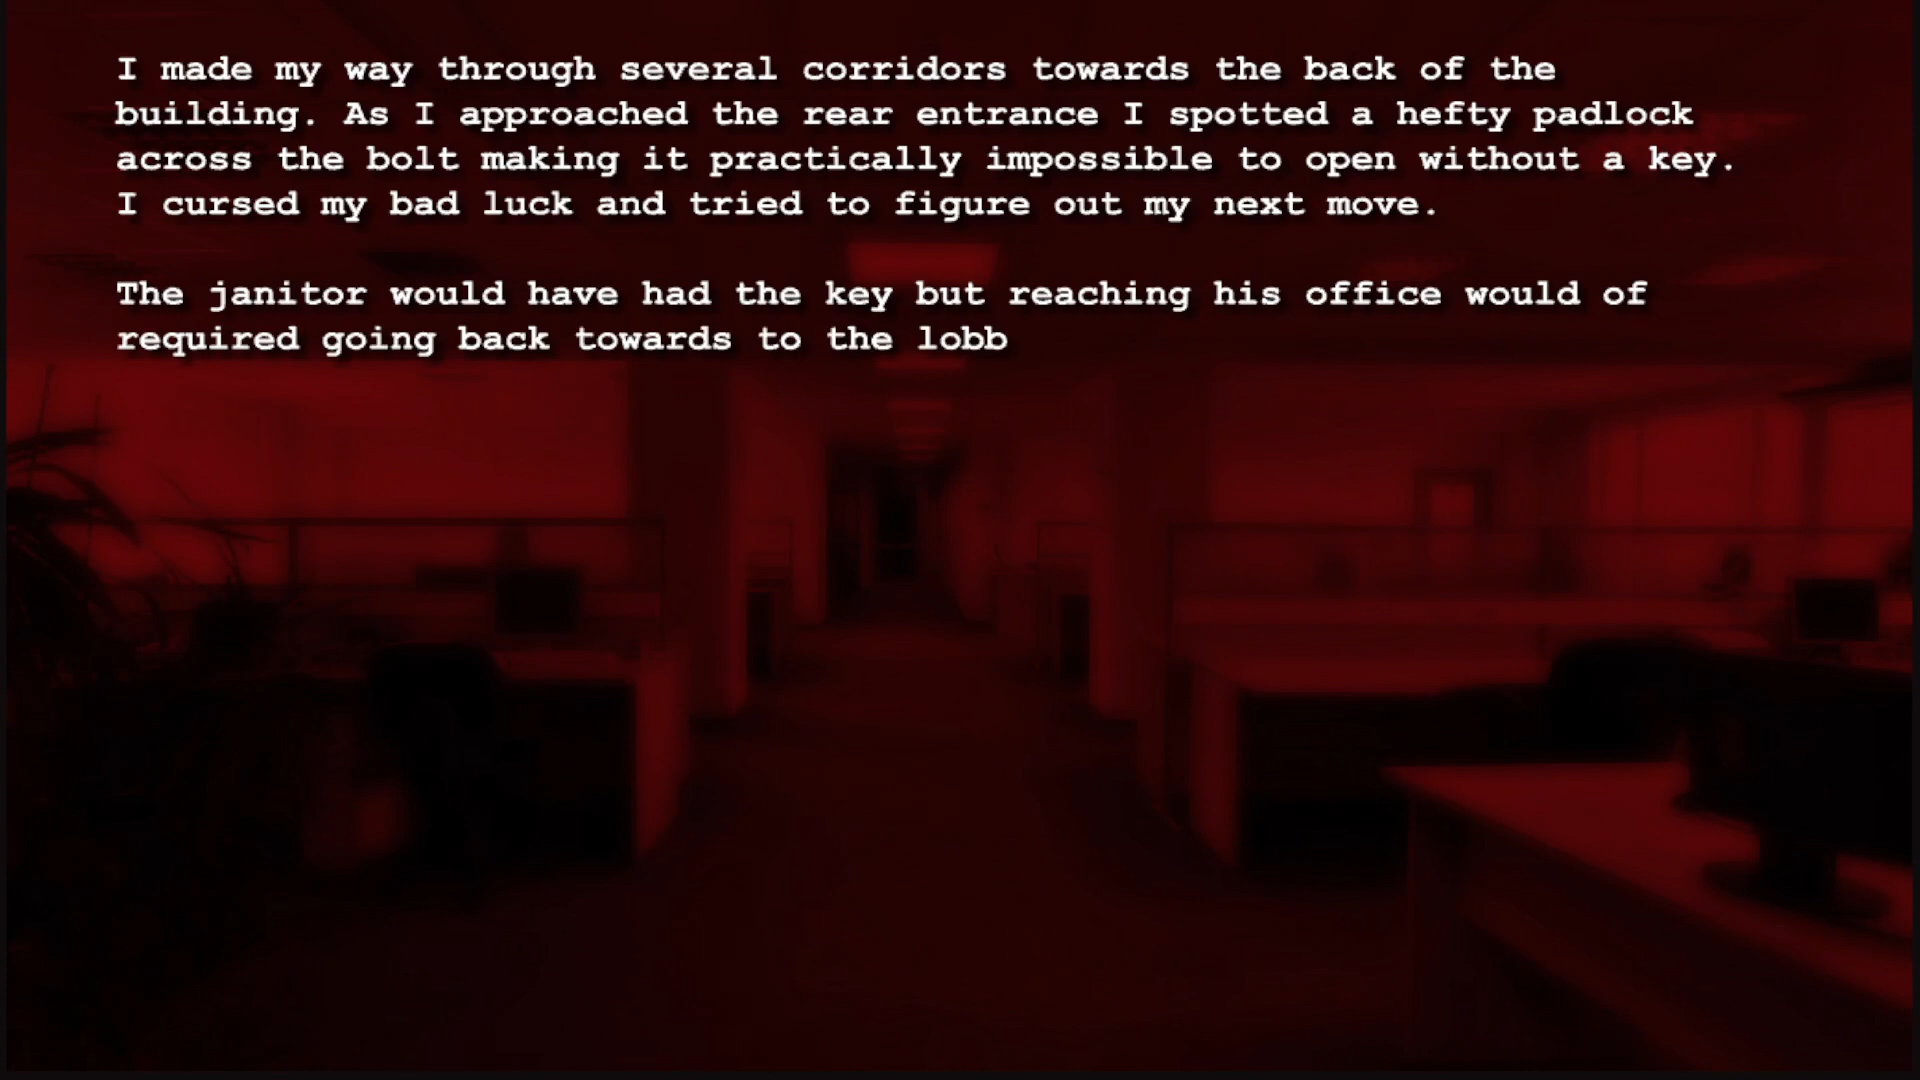 I made my way through several corridors towards the back of the
building. As I approached the rear entrance I spotted a hefty padlock
across the bolt making it practically impossible to open without a key.
I cursed my bad luck and tried to figure out my next move.
The janitor would have had the key but reaching his office would of
required going back towards to the lobb